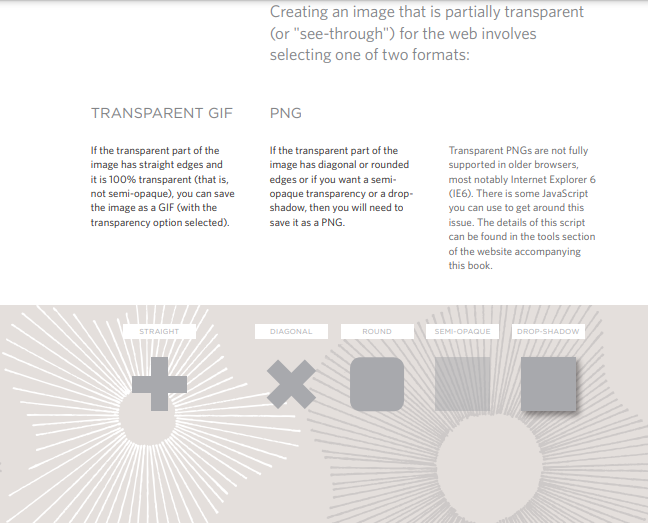 Creating an image that is partially transparent
(or "see-through") for the web involves
selecting one of two formats:
TRANSPARENT GIF
If the transparent part of the
image has straight edges and
it is 100% transparent (that is,
not semi-opaque), you can save
the image as a GIF (with the
transparency option selected).
PNG
If the transparent part of the
image has diagonal or rounded
edges or if you want a semi-
opaque transparency or a drop-
shadow, then you will need to
save it as a PNG.
Transparent PNGs are not fully
supported in older browsers,
most notably Internet Explorer 6
(IE6). There is some JavaScript
you can use to get around this
issue. The details of this script
can be found in the tools section
of the website accompanying
this book.
STRAIGHT
DIAGONAL
ROUND
SEMI-OPAQUE
DROP-SHADOW